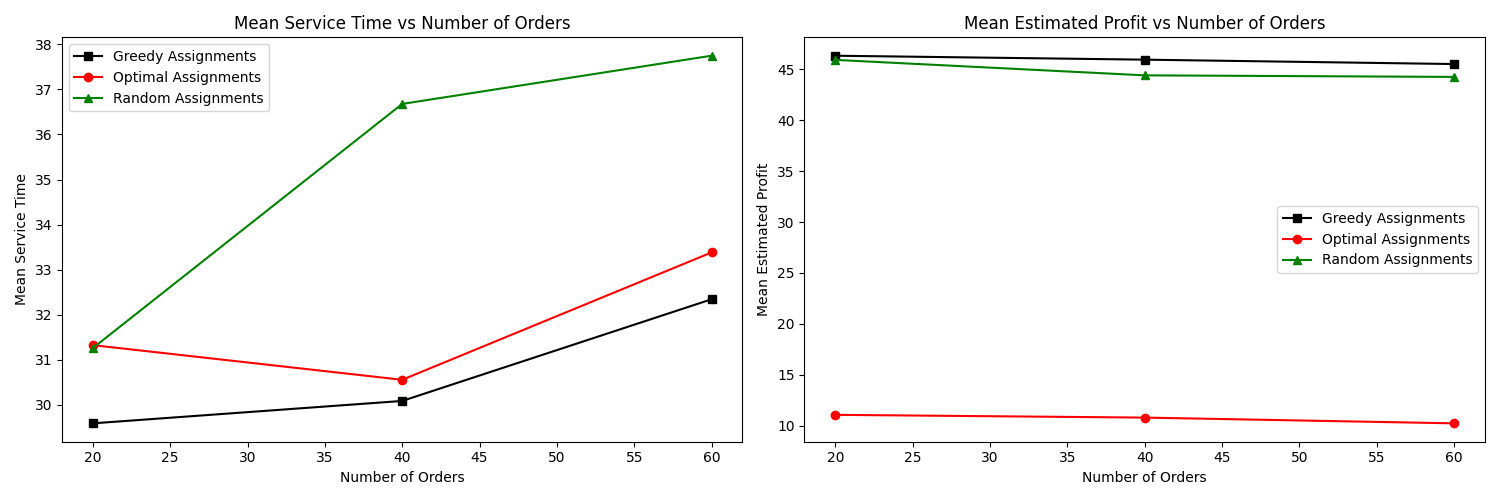 Mean Service Time vs Number of Orders
38
37
36
35
34
33
32
31
30
Mean Service Time
Greedy Assignments
Optimal Assignments
Random Assignments
20 25 30 35 40 45 50 55 60
Number of Orders
Mean Estimated Profit vs Number of Orders
45
40
35
30
25
20
15
10
Mean Estimated Profit
Greedy Assignments
Optimal Assignments
Random Assignments
20 25 30 35 40 45 50 55 60
Number of Orders